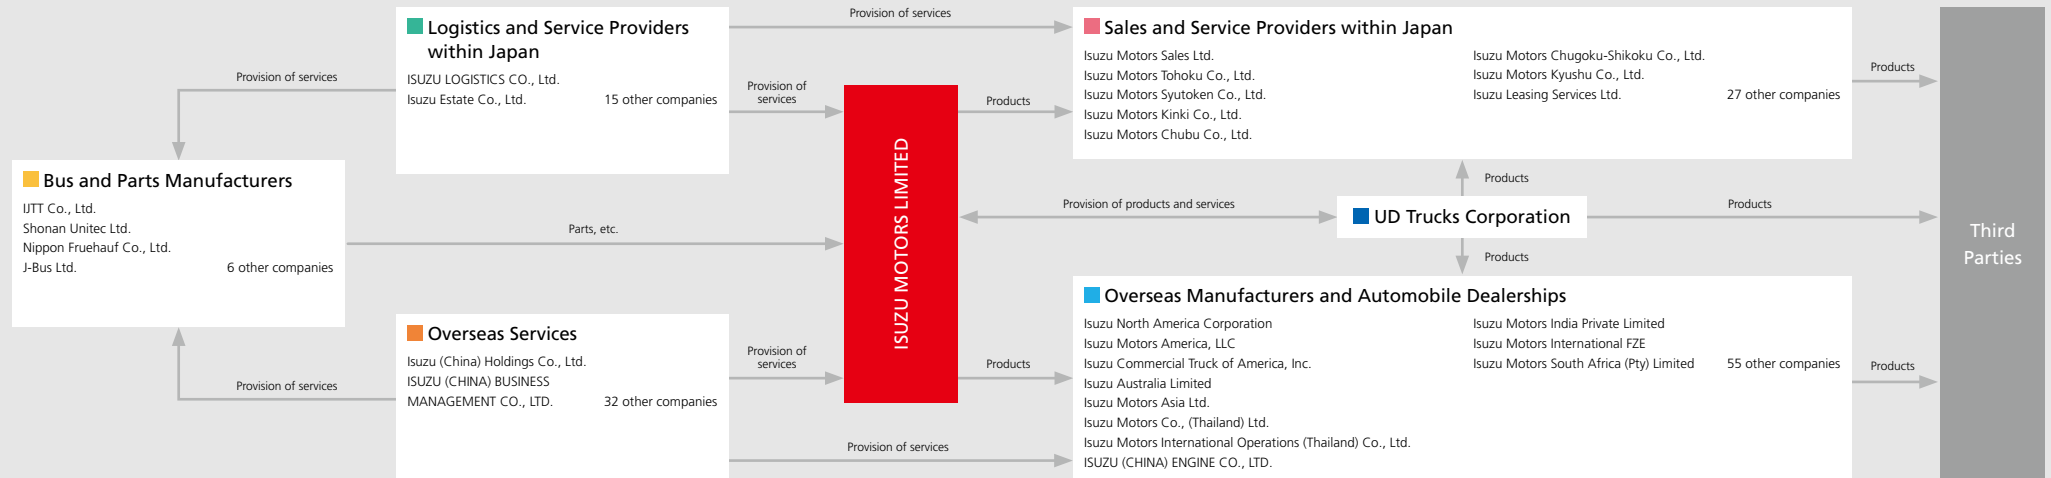 Provision of services
Logistics and Service Providers
within Japan
ISUZU LOGISTICS CO., Ltd.
Isuzu Estate Co., Ltd.
15 other companies
Provision of services
Provision of
services
Bus and Parts Manufacturers
IJTT Co., Ltd.
Shonan Unitec Ltd.
Nippon Fruehauf Co., Ltd.
J-Bus Ltd.
6 other companies
Parts, etc.
Overseas Services
Isuzu (China) Holdings Co., Ltd.
ISUZU (CHINA) BUSINESS
MANAGEMENT CO., LTD.
32 other companies
Provision of services
Provision of
services
Provision of services
ISUZU MOTORS LIMITED
Products
Sales and Service Providers within Japan
Isuzu Motors Sales Ltd.
Isuzu Motors Tohoku Co., Ltd.
Isuzu Motors Syutoken Co., Ltd.
Isuzu Motors Kinki Co., Ltd.
Isuzu Motors Chubu Co., Ltd.
Isuzu Motors Chugoku-Shikoku Co., Ltd.
Isuzu Motors Kyushu Co., Ltd.
Isuzu Leasing Services Ltd.
27 other companies
Products
Products
Provision of products and services
UD Trucks Corporation
Products
Products
Products
Overseas Manufacturers and Automobile Dealerships
Isuzu North America Corporation
Isuzu Motors America, LLC
Isuzu Commercial Truck of America, Inc.
Isuzu Australia Limited
Isuzu Motors Asia Ltd.
Isuzu Motors Co., (Thailand) Ltd.
Isuzu Motors International Operations (Thailand) Co., Ltd.
ISUZU (CHINA) ENGINE CO., LTD.
Isuzu Motors India Private Limited
Isuzu Motors International FZE
Isuzu Motors South Africa (Pty) Limited
55 other companies
Products
Third
Parties